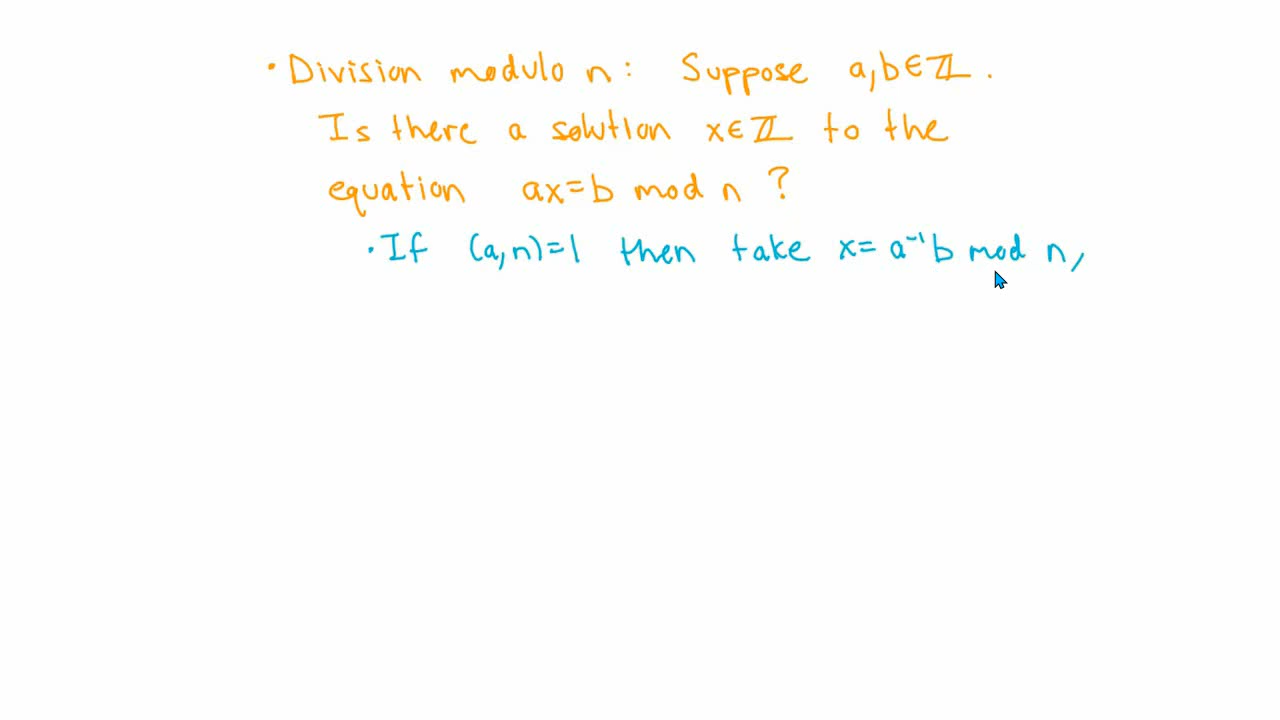 • Division modulo n: Suppose a,b∈ℤ.
Is there a solution x∈ℤ to the
equation ax=b mod n ?
• If (a,n)=1 then take x= a⁻¹b mod n,